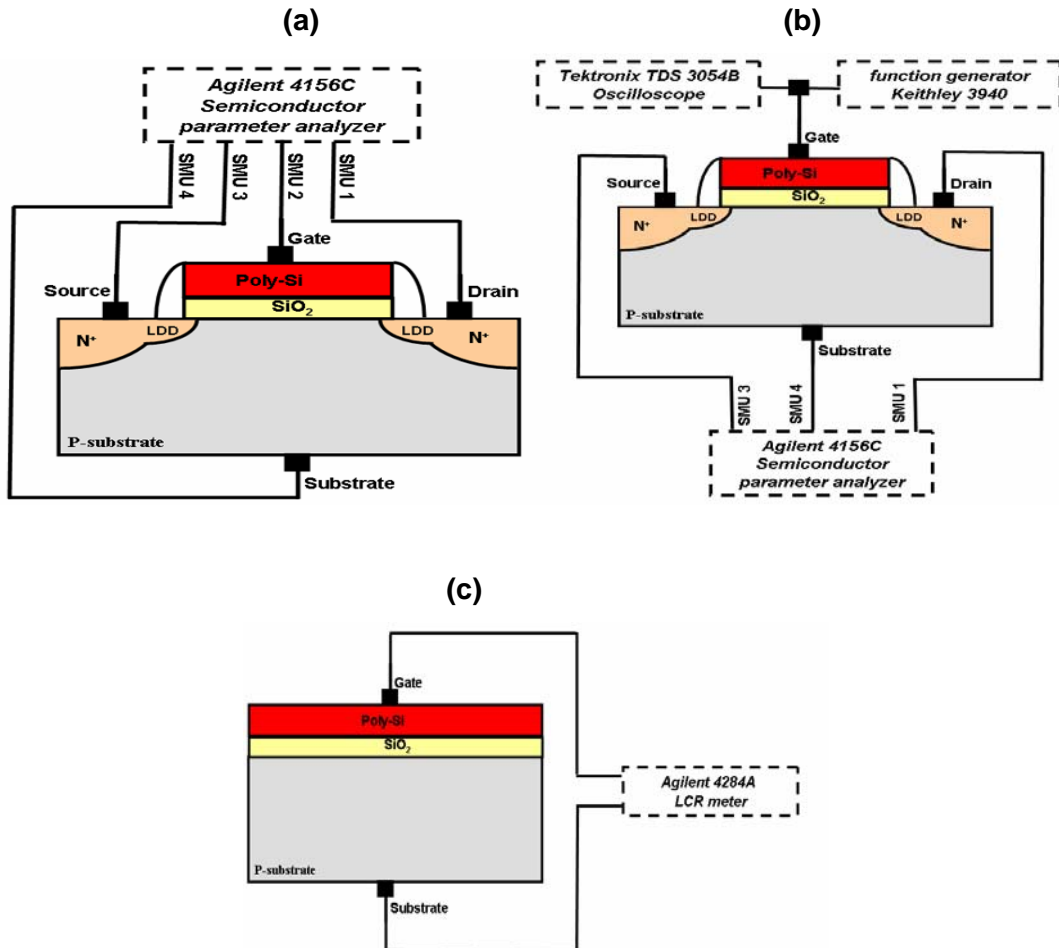 (a)
Agilent 4156C
Semiconductor
parameter analyzer
SMU 4
SMU 3
SMU 2
SMU 1
Gate
Source
Poly-Si
Drain
SiO2
N+
LDD
LDD
N+
P-substrate
Substrate
(b)
Tektronix TDS 3054B
Oscilloscope
function generator
Keithley 3940
Gate
Source
Poly-Si
Drain
SiO2
N+
LDD
LDD
N+
P-substrate
Substrate
SMU 3
SMU 4
SMU 1
Agilent 4156C
Semiconductor
parameter analyzer
(c)
Gate
Poly-Si
SiO2
Agilent 4284A
LCR meter
P-substrate
Substrate